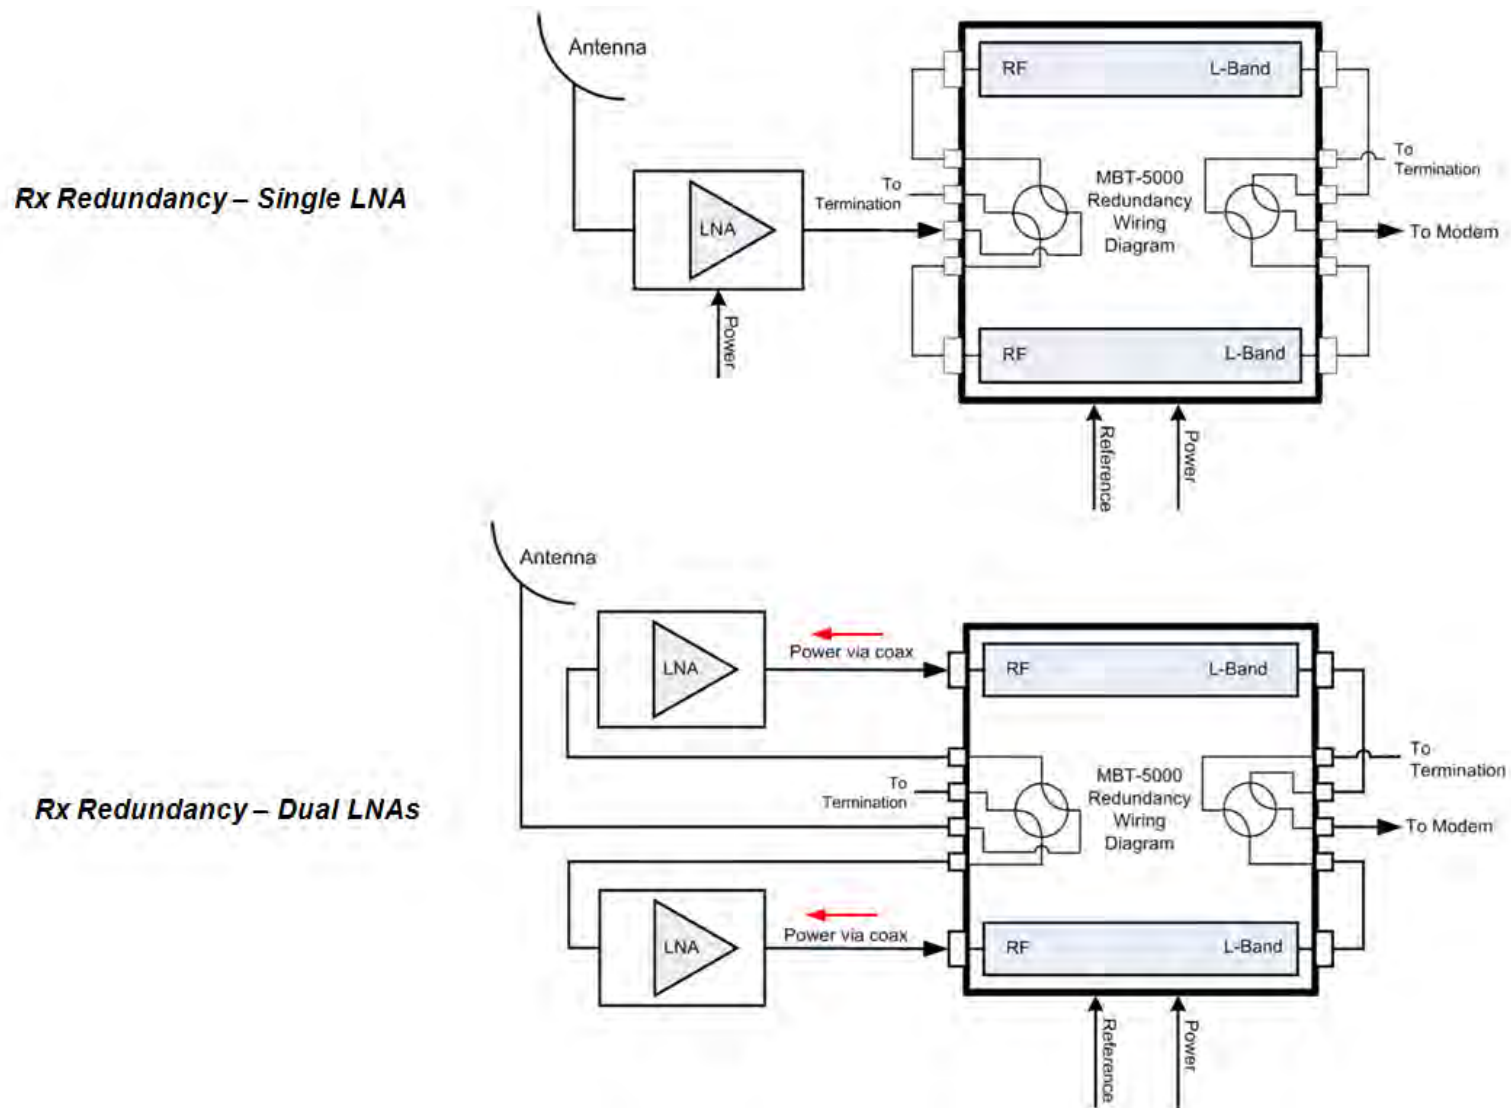 Antenna
RF
L-Band
Rx Redundancy – Single LNA
LNA
To
Termination
MBT-5000
Redundancy
Wiring
Diagram
To
Termination
To Modem
Power
RF
L-Band
Reference
Power
Antenna
LNA
Power via coax
RF
L-Band
Rx Redundancy – Dual LNAs
To
Termination
MBT-5000
Redundancy
Wiring
Diagram
To
Termination
To Modem
LNA
Power via coax
RF
L-Band
Reference
Power